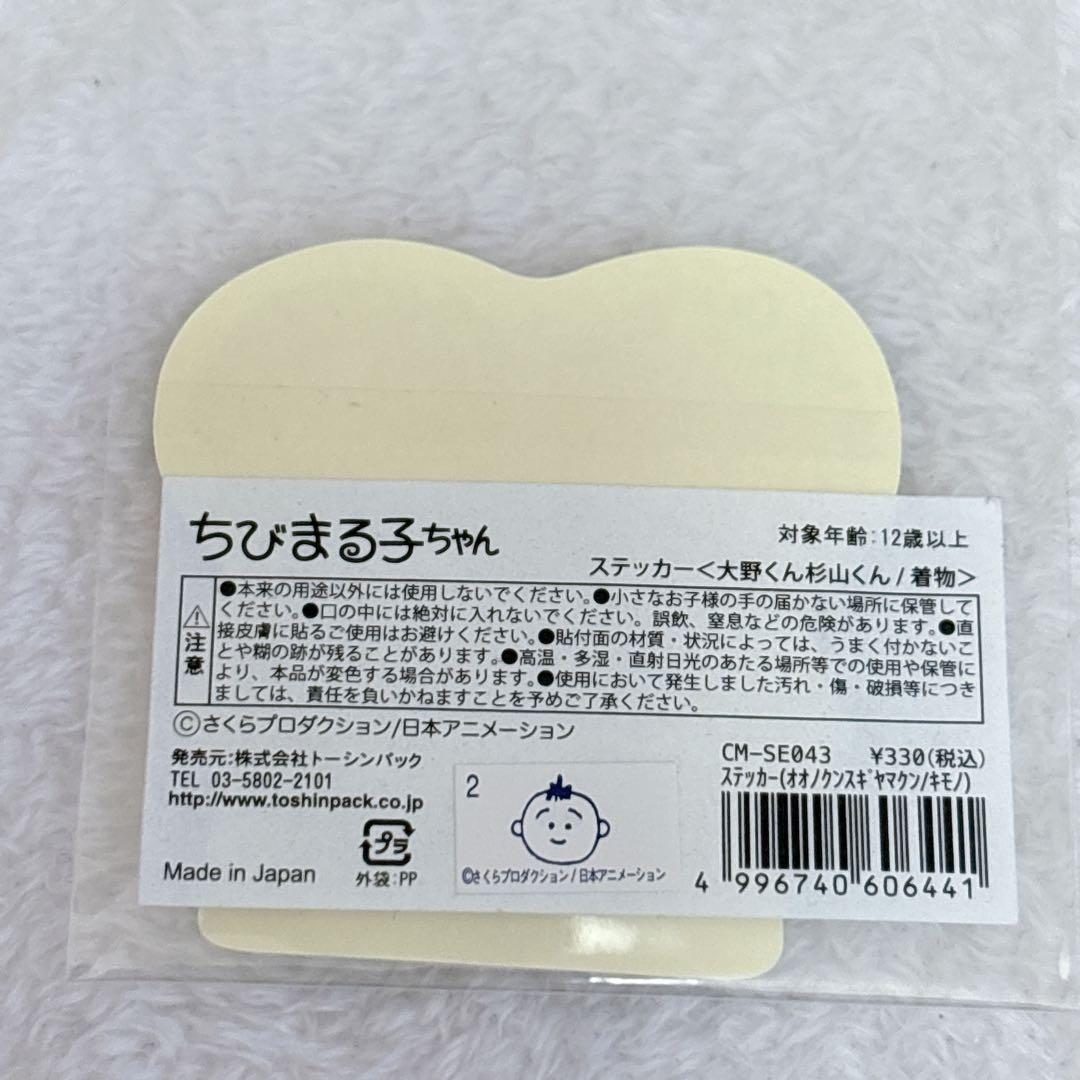 ちびまる子ちゃん
対象年齢:12歳以上
ステッカー<大野くん杉山くん/着物>
⚠注意
●本来の用途以外には使用しないでください。●小さなお子様の手の届かない場所に保管して
ください。●口の中には絶対に入れないでください。誤飲、窒息などの危険があります。●直
接皮膚に貼るご使用はお避けください。●貼付面の材質・状況によっては、うまく付かないこ
とや糊の跡が残ることがあります。●高温・多湿・直射日光のあたる場所等での使用や保管に
より、本品が変色する場合があります。●使用において発生しました汚れ・傷・破損等につき
ましては、責任を負いかねますことを予めご了承ください。
©さくらプロダクション/日本アニメーション
発売元:株式会社トーシンパック
TEL 03-5802-2101
http://www.toshinpack.co.jp
プラ
外袋:PP
Made in Japan
2
©さくらプロダクション/日本アニメーション
CM-SE043 ¥330(税込)
ステッカー(オオノクンスギヤマクン/キモノ)
4 996740 606441